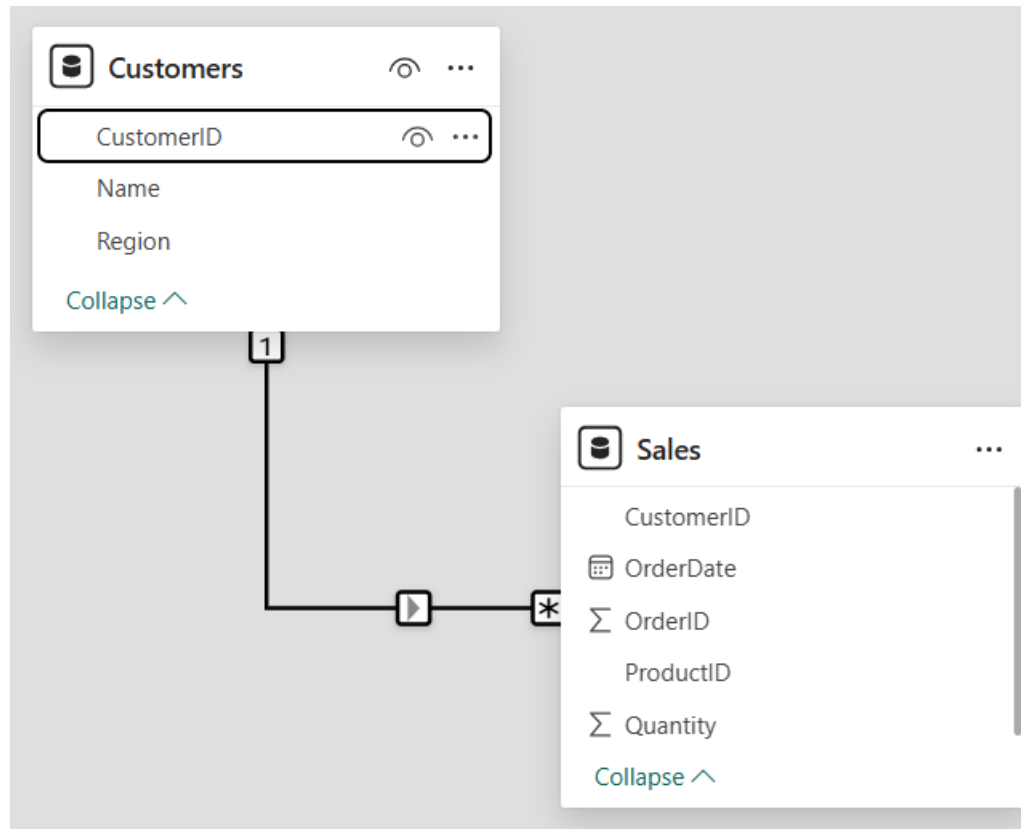 Customers
CustomerID
Name
Region
Collapse
1
*
Sales
CustomerID
OrderDate
Σ OrderID
ProductID
Σ Quantity
Collapse